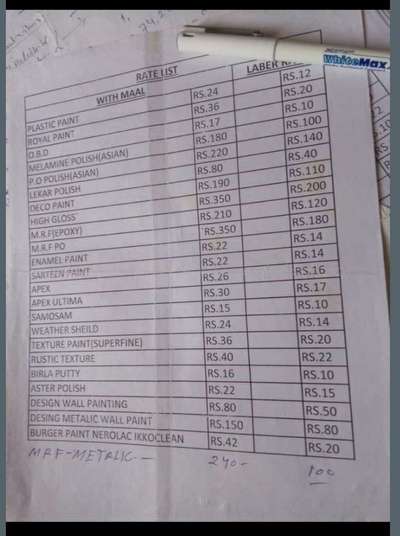 WhiteMax
RATE LIST
WITH MAAL LABER
PLASTIC PAINT RS.24 RS.12
ROYAL PAINT RS.36 RS.20
O.B.D RS.17 RS.10
MELAMINE POLISH(ASIAN) RS.180 RS.100
P.O POLISH(ASIAN) RS.220 RS.140
LEKAR POLISH RS.80 RS.40
DECO PAINT RS.190 RS.110
HIGH GLOSS RS.350 RS.200
M.R.F(EPOXY) RS.210 RS.120
M.R.F PO RS.350 RS.180
ENAMEL PAINT RS.22 RS.14
SARTEEN PAINT RS.22 RS.14
APEX RS.26 RS.16
APEX ULTIMA RS.30 RS.17
SAMOSAM RS.15 RS.10
WEATHER SHEILD RS.24 RS.14
TEXTURE PAINT(SUPERFINE) RS.36 RS.20
RUSTIC TEXTURE RS.40 RS.22
BIRLA PUTTY RS.16 RS.10
ASTER POLISH RS.22 RS.15
DESIGN WALL PAINTING RS.80 RS.50
DESING METALIC WALL PAINT RS.150 RS.80
BURGER PAINT NEROLAC IKKOCLEAN RS.42 RS.20
MRF-METALIC - 240- 100